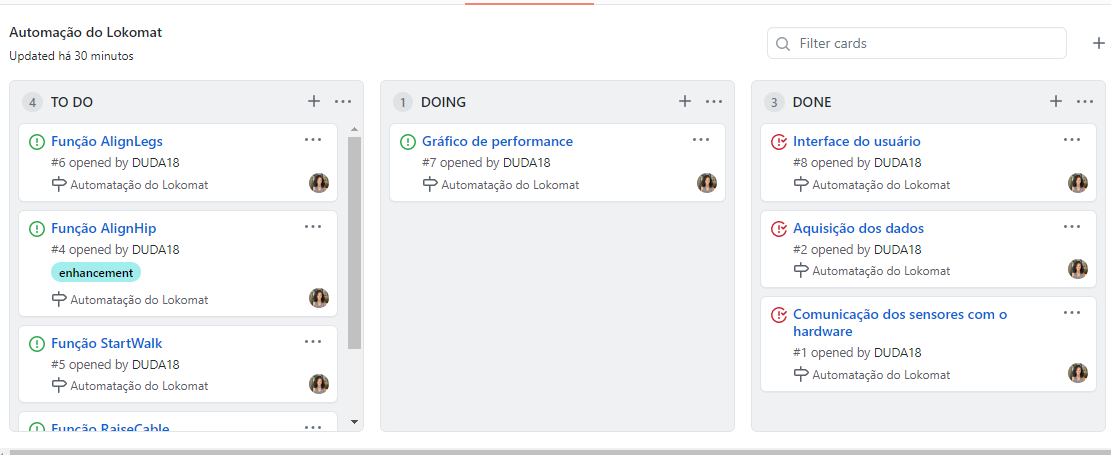 Automação do Lokomat
Updated há 30 minutos
Filter cards
4 TO DO
Função AlignLegs
#6 opened by DUDA18
Automatação do Lokomat
Função AlignHip
#4 opened by DUDA18
enhancement
Automatação do Lokomat
Função StartWalk
#5 opened by DUDA18
Automatação do Lokomat
Função RaiseCable
1 DOING
Gráfico de performance
#7 opened by DUDA18
Automatação do Lokomat
3 DONE
Interface do usuário
#8 opened by DUDA18
Automatação do Lokomat
Aquisição dos dados
#2 opened by DUDA18
Automatação do Lokomat
Comunicação dos sensores com o
hardware
#1 opened by DUDA18
Automatação do Lokomat